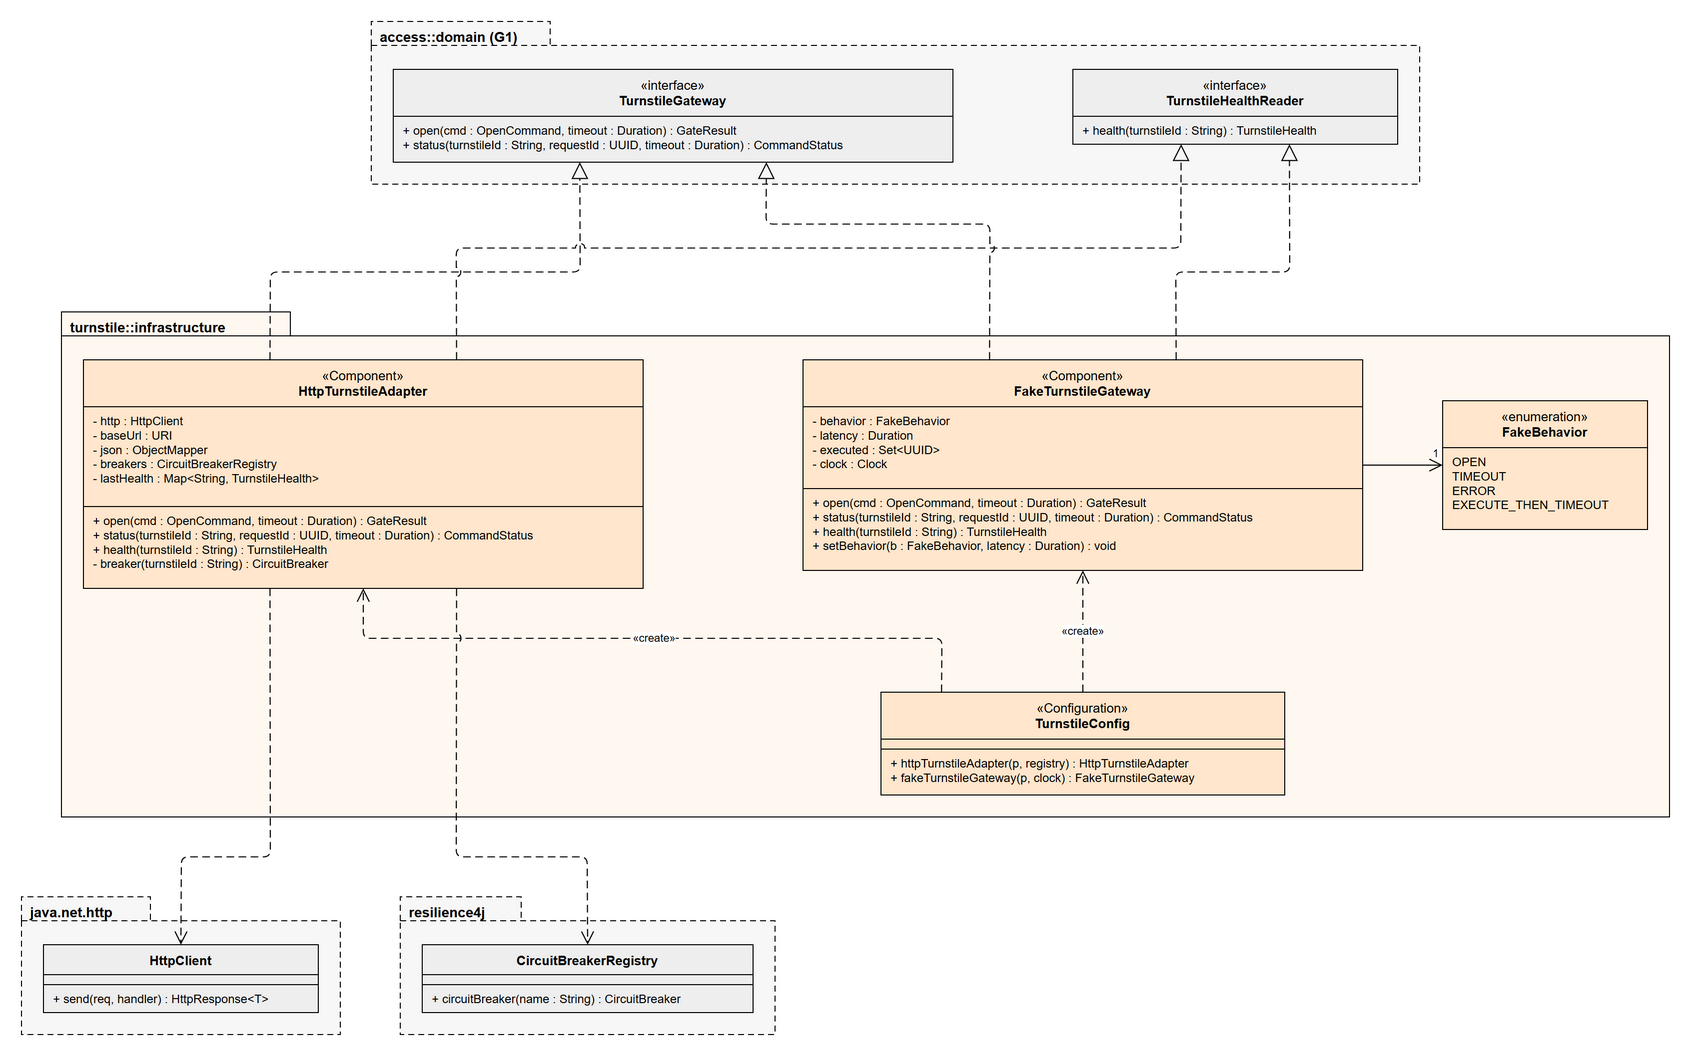 access::domain (G1)
«interface»
TurnstileGateway
+ open(cmd : OpenCommand, timeout : Duration) : GateResult
+ status(turnstileId : String, requestId : UUID, timeout : Duration) : CommandStatus
«interface»
TurnstileHealthReader
+ health(turnstileId : String) : TurnstileHealth
turnstile::infrastructure
«Component»
HttpTurnstileAdapter
- http : HttpClient
- baseUrl : URI
- json : ObjectMapper
- breakers : CircuitBreakerRegistry
- lastHealth : Map<String, TurnstileHealth>
+ open(cmd : OpenCommand, timeout : Duration) : GateResult
+ status(turnstileId : String, requestId : UUID, timeout : Duration) : CommandStatus
+ health(turnstileId : String) : TurnstileHealth
- breaker(turnstileId : String) : CircuitBreaker
«Component»
FakeTurnstileGateway
- behavior : FakeBehavior
- latency : Duration
- executed : Set<UUID>
- clock : Clock
+ open(cmd : OpenCommand, timeout : Duration) : GateResult
+ status(turnstileId : String, requestId : UUID, timeout : Duration) : CommandStatus
+ health(turnstileId : String) : TurnstileHealth
+ setBehavior(b : FakeBehavior, latency : Duration) : void
1
«enumeration»
FakeBehavior
OPEN
TIMEOUT
ERROR
EXECUTE_THEN_TIMEOUT
«create»
«create»
«Configuration»
TurnstileConfig
+ httpTurnstileAdapter(p, registry) : HttpTurnstileAdapter
+ fakeTurnstileGateway(p, clock) : FakeTurnstileGateway
java.net.http
HttpClient
+ send(req, handler) : HttpResponse<T>
resilience4j
CircuitBreakerRegistry
+ circuitBreaker(name : String) : CircuitBreaker